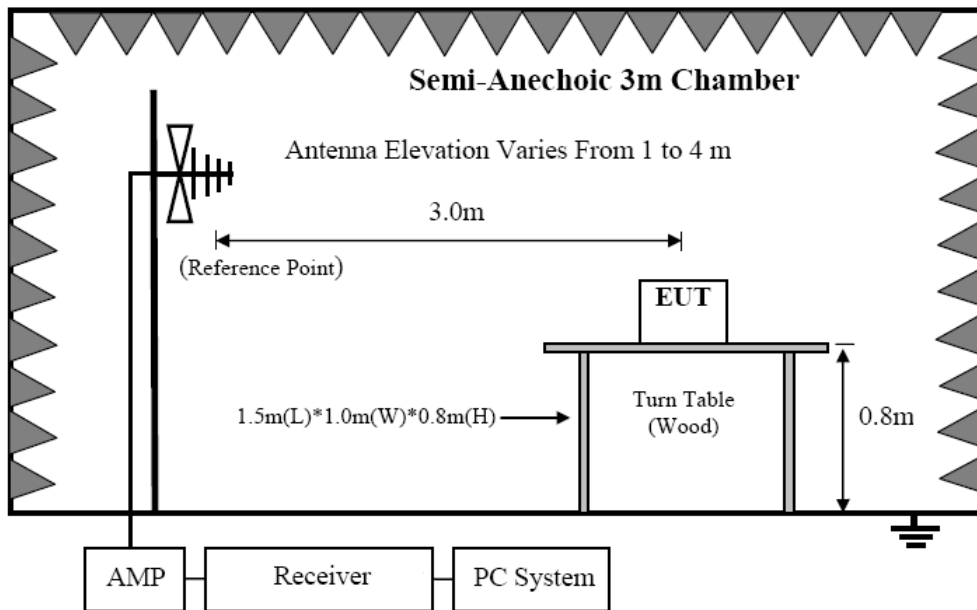 Semi-Anechoic 3m Chamber
Antenna Elevation Varies From 1 to 4 m
3.0m
(Reference Point)
EUT
1.5m(L)*1.0m(W)*0.8m(H)
Turn Table
(Wood)
0.8m
AMP
Receiver
PC System